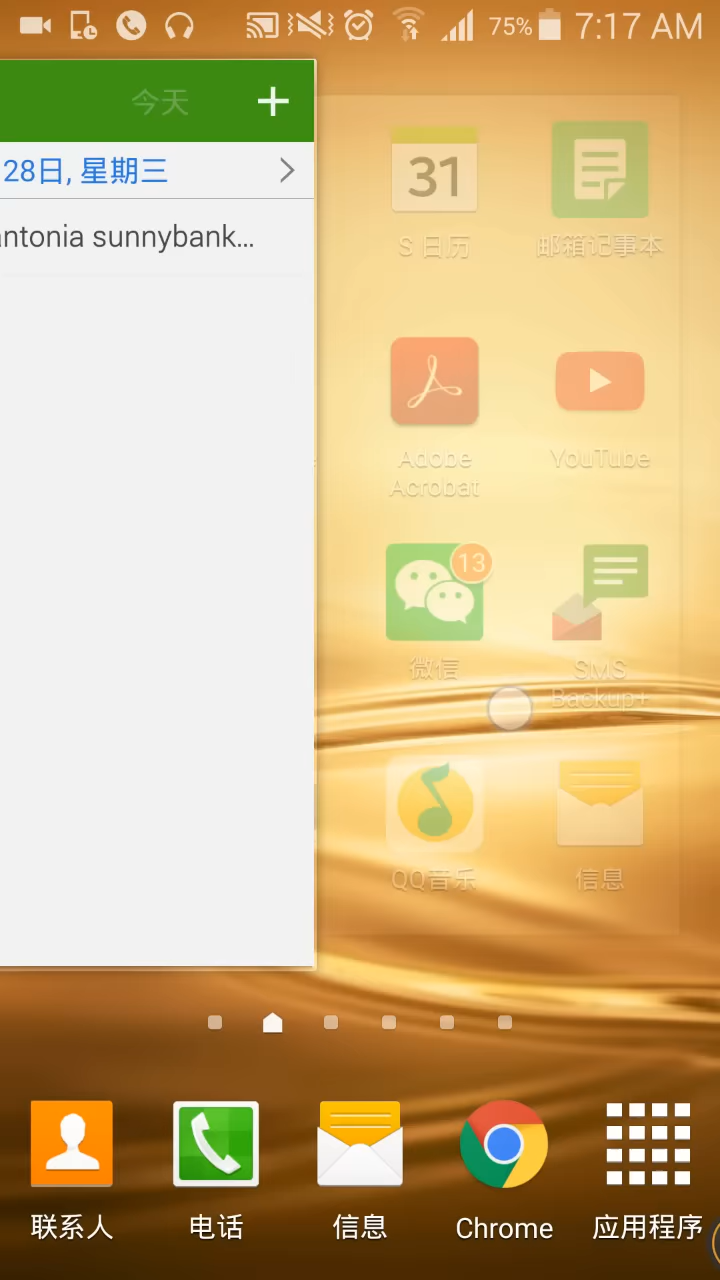 75% 7:17 AM
今天
28日, 星期三
ntonia sunnybank...
31
S 日历
邮箱记事本
Adobe
Acrobat
YouTube
13
微信
SMS
Backup+
QQ音乐
信息
联系人
电话
信息
Chrome
应用程序